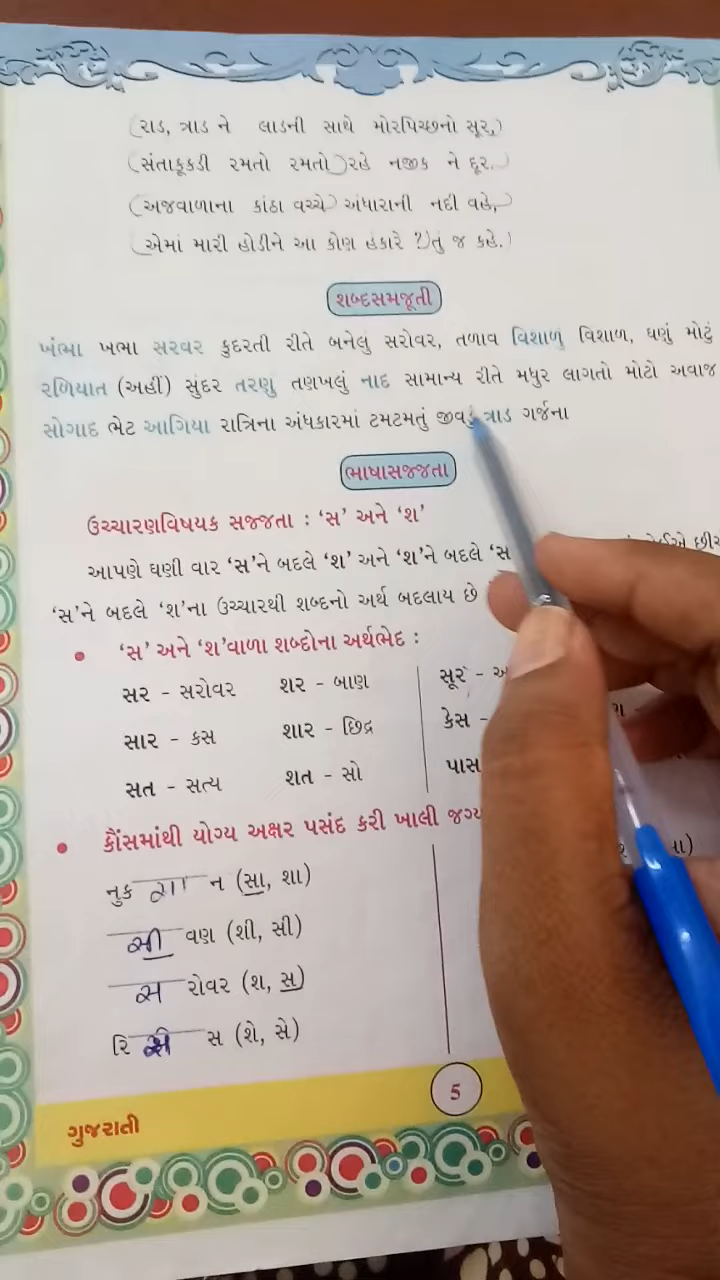 (રાડ, ત્રાડ ને લાડની સાથે મોરપિચ્છનો સૂર,)
(સંતાકૂકડી રમતો રમતો) રહે નજીક ને દૂર.
(અજવાળાના કાંઠા વચ્ચે) અંધારાની નદી વહે,
(એમાં મારી હોડીને આ કોણ હંકારે ?) તું જ કહે.)
શબ્દસમજૂતી
ખંભા ખભા સરવર કુદરતી રીતે બનેલું સરોવર, તળાવ વિશાળું વિશાળ, ઘણું મોટું
રળિયાત (અહીં) સુંદર તરણુ તણખલું નાદ સામાન્ય રીતે મધુર લાગતો મોટો અવાજ
સોગાદ ભેટ આગિયા રાત્રિના અંધકારમાં ટમટમતું જીવડું ત્રાડ ગર્જના
ભાષાસજ્જતા
ઉચ્ચારણવિષયક સજ્જતા : ‘સ’ અને ‘શ’
આપણે ઘણી વાર ‘સ’ને બદલે ‘શ’ અને ‘શ’ને બદલે ‘સ
‘સ’ને બદલે ‘શ’ના ઉચ્ચારથી શબ્દનો અર્થ બદલાય છે
• ‘સ’ અને ‘શ’વાળા શબ્દોના અર્થભેદ :
સર – સરોવર શર – બાણ સૂર –
સાર – કસ શાર – છિદ્ર કેસ –
સત – સત્ય શત – સો પાસ
• કૌંસમાંથી યોગ્ય અક્ષર પસંદ કરી ખાલી જગ્
નુક સા ન (સા, શા)
સી વણ (શી, સી)
સ રોવર (શ, સ)
રિ સે સ (શે, સે)
5
ગુજરાતી